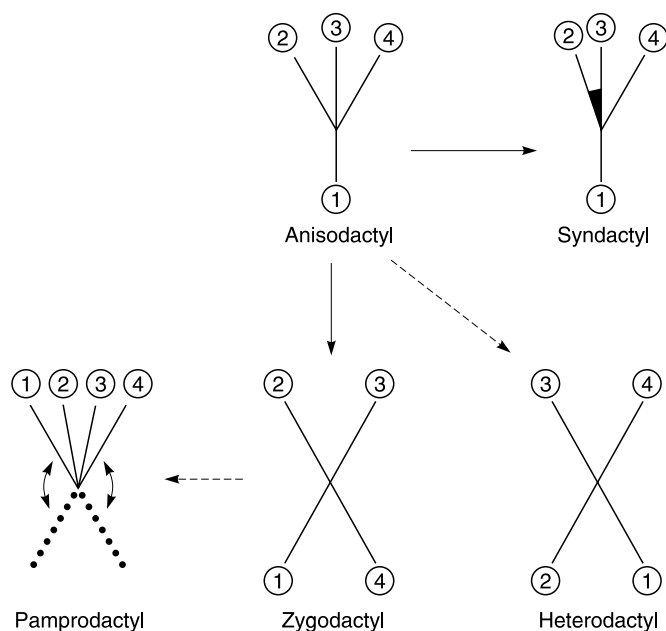 2 3 4 2 3 4
1 1
Anisodactyl Syndactyl
1 2 3 4 2 3 3 4
1 4 2 1
Pamprodactyl Zygodactyl Heterodactyl